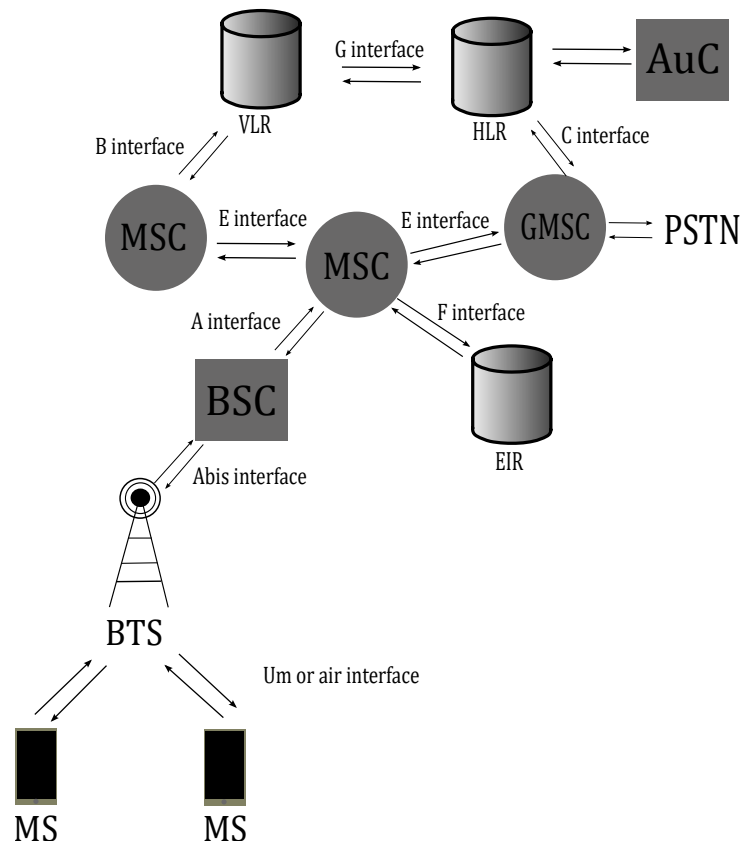 G interface
AuC
VLR
HLR
B interface
C interface
MSC
E interface
E interface
GMSC
PSTN
MSC
A interface
F interface
BSC
EIR
Abis interface
BTS
Um or air interface
MS
MS